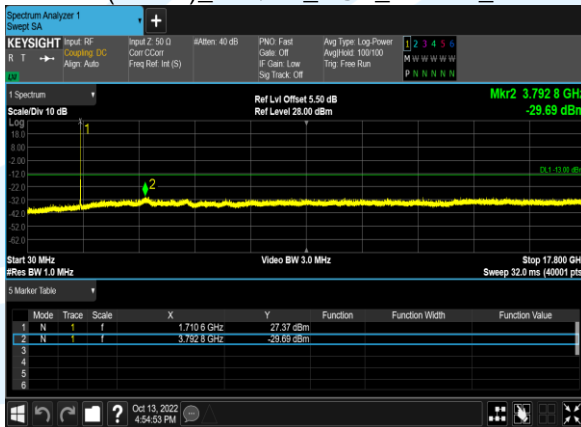 Spectrum Analyzer 1
Swept SA
KEYSIGHT Input: RF Input Z: 50 Ω #Atten: 40 dB PNO: Fast Avg Type: Log-Power 1 2 3 4 5 6
R T Coupling: DC Corr CCorr Gate: Off Avg|Hold: 100/100 M W W W W W
Align: Auto Freq Ref: Int (S) IF Gain: Low Trig: Free Run
Sig Track: Off P N N N N N
1 Spectrum Ref Lvl Offset 5.50 dB Mkr2 3.792 8 GHz
Scale/Div 10 dB Ref Level 28.00 dBm -29.69 dBm
Log
18.0 1
8.00
-2.00
-12.0 DL1 -13.00 dBm
-22.0 2
-32.0
-42.0
-52.0
-62.0
Start 30 MHz Video BW 3.0 MHz Stop 17.800 GHz
#Res BW 1.0 MHz Sweep 32.0 ms (40001 pts
5 Marker Table
Mode Trace Scale X Y Function Function Width Function Value
1 N 1 f 1.710 6 GHz 27.37 dBm
2 N 1 f 3.792 8 GHz -29.69 dBm
3
4
5
6
? Oct 13, 2022
4:54:53 PM